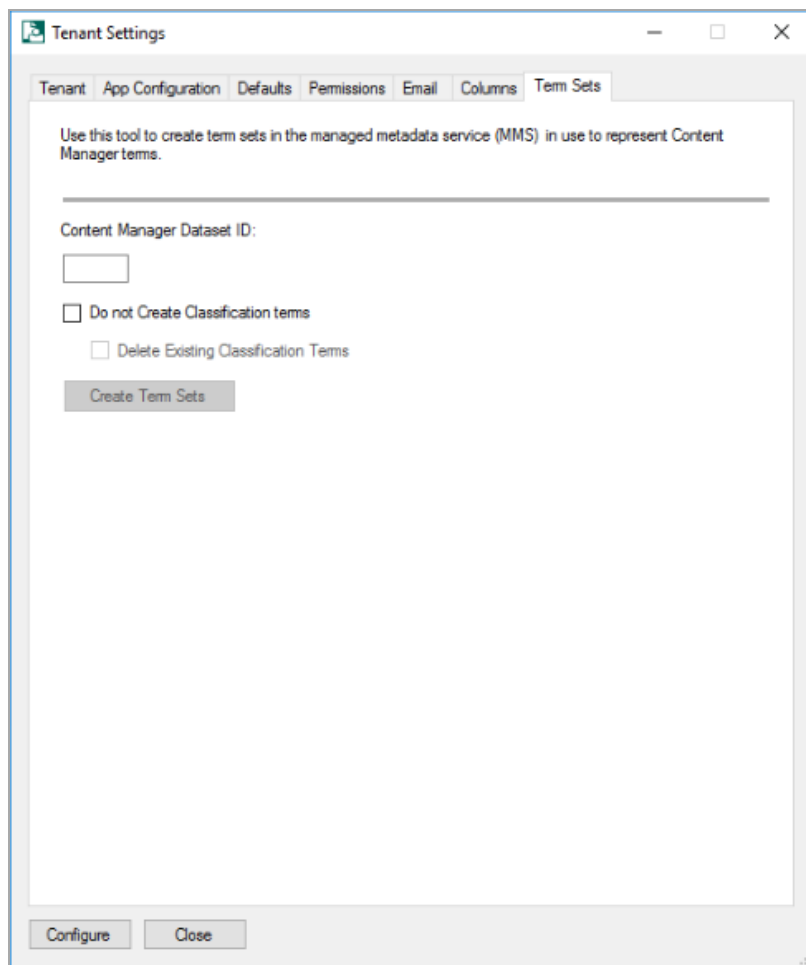 Tenant Settings
Tenant App Configuration Defaults Permissions Email Columns Term Sets
Use this tool to create term sets in the managed metadata service (MMS) in use to represent Content
Manager terms.
Content Manager Dataset ID:
Do not Create Classification terms
Delete Existing Classification Terms
Create Term Sets
Configure Close